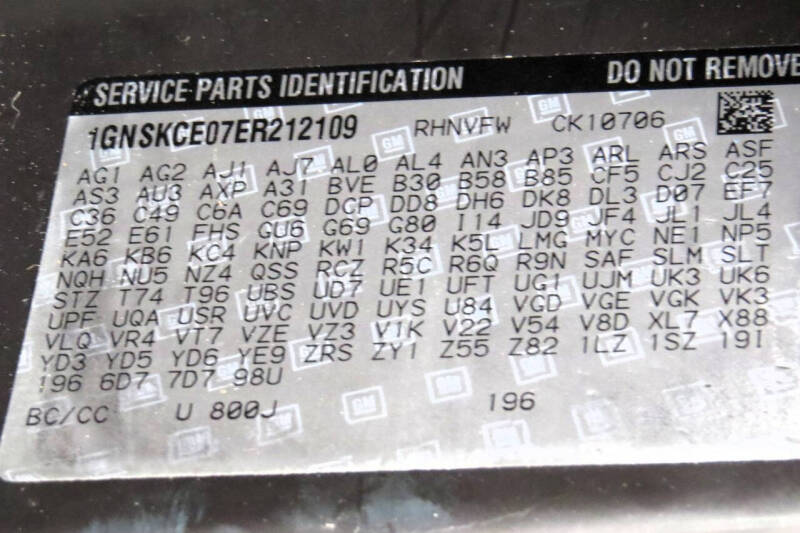 SERVICE PARTS IDENTIFICATION DO NOT REMOVE
1GNSKCE07ER212109 RHNVFW CK10706
AG1 AG2 AJ1 AJ7 AL0 AL4 AN3 AP3 ARL ARS ASF
AS3 AU3 AXP A31 BVE B30 B58 B85 CF5 CJ2 C25
C36 C49 C6A C69 DCP DD8 DH6 DK8 DL3 D07 EF7
E52 E61 FHS GU6 G69 G80 I14 JD9 JF4 JL1 JL4
KA6 KB6 KC4 KNP KW1 K34 K5L LMG MYC NE1 NP5
NQH NU5 NZ4 QSS RCZ R5C R6Q R9N SAF SLM SLT
STZ T74 T96 UBS UD7 UE1 UFT UG1 UJM UK3 UK6
UPF UQA USR UVC UVD UYS U84 VGD VGE VGK VK3
VLQ VR4 VT7 VZE VZ3 V1K V22 V54 V8D XL7 X88
YD3 YD5 YD6 YE9 ZRS ZY1 Z55 Z82 1LZ 1SZ 19I
196 6D7 7D7 98U
BC/CC U 800J 196